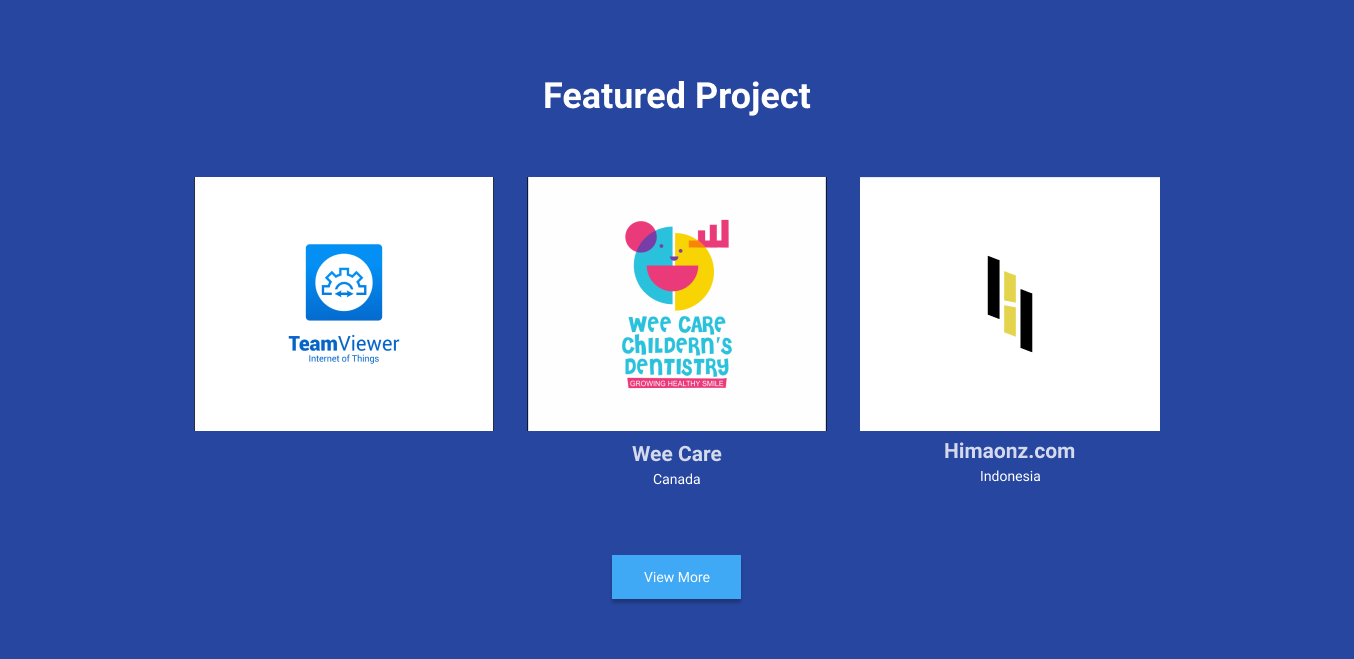 Featured Project
TeamViewer
Internet of Things
WEE CARE
CHILDERN'S
DENTISTRY
GROWING HEALTHY SMILE
Wee Care
Canada
Himaonz.com
Indonesia
View More